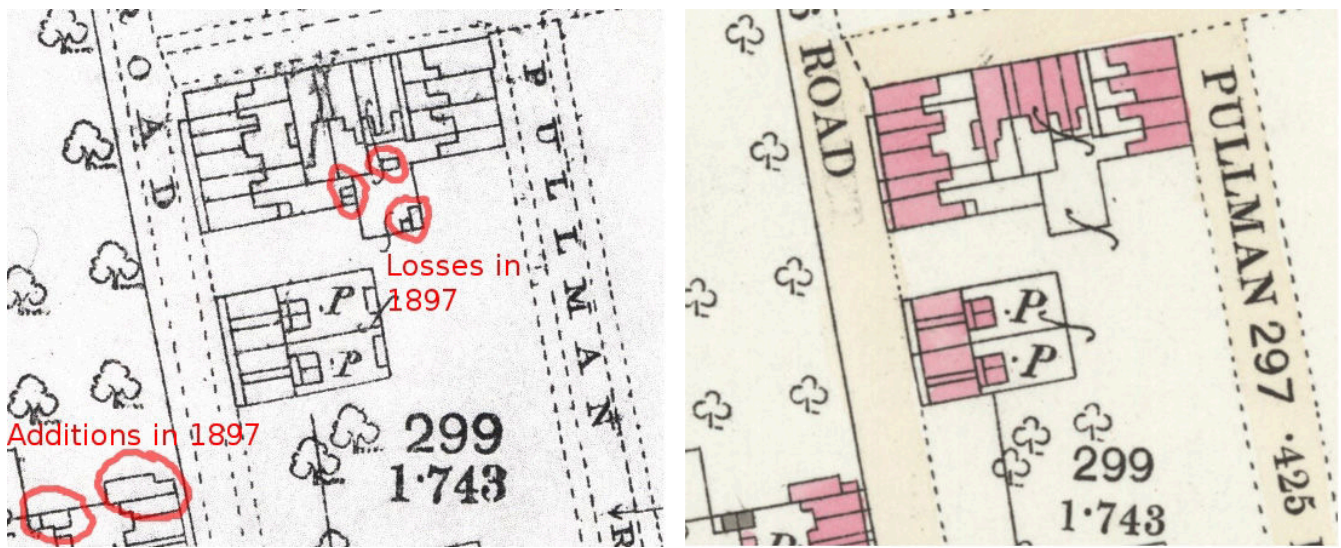 ROAD
PULLMAN
P
P
Losses in
1897
Additions in 1897
299
1·743
R
ROAD
PULLMAN 297 ·425
P
P
299
1·743
P